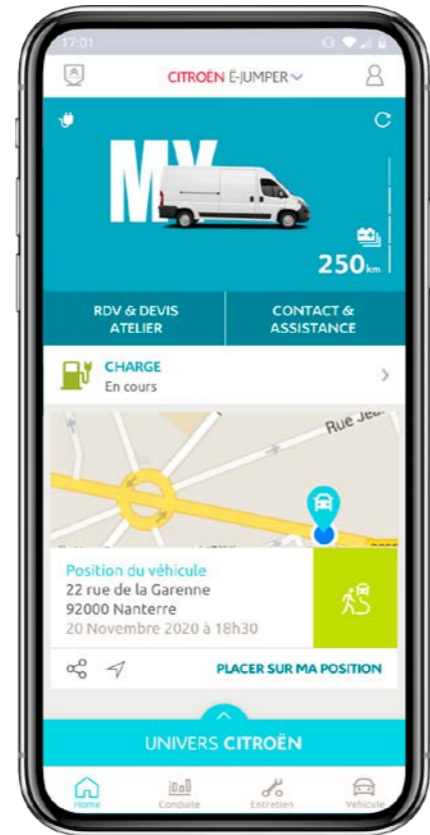 17:01
CITROËN Ë-JUMPER
MY
250 km
RDV & DEVIS
ATELIER
CONTACT &
ASSISTANCE
CHARGE
En cours
Rue Jea
Position du véhicule
22 rue de la Garenne
92000 Nanterre
20 Novembre 2020 à 18h30
PLACER SUR MA POSITION
UNIVERS CITROËN
Home
Conduite
Entretien
Véhicule